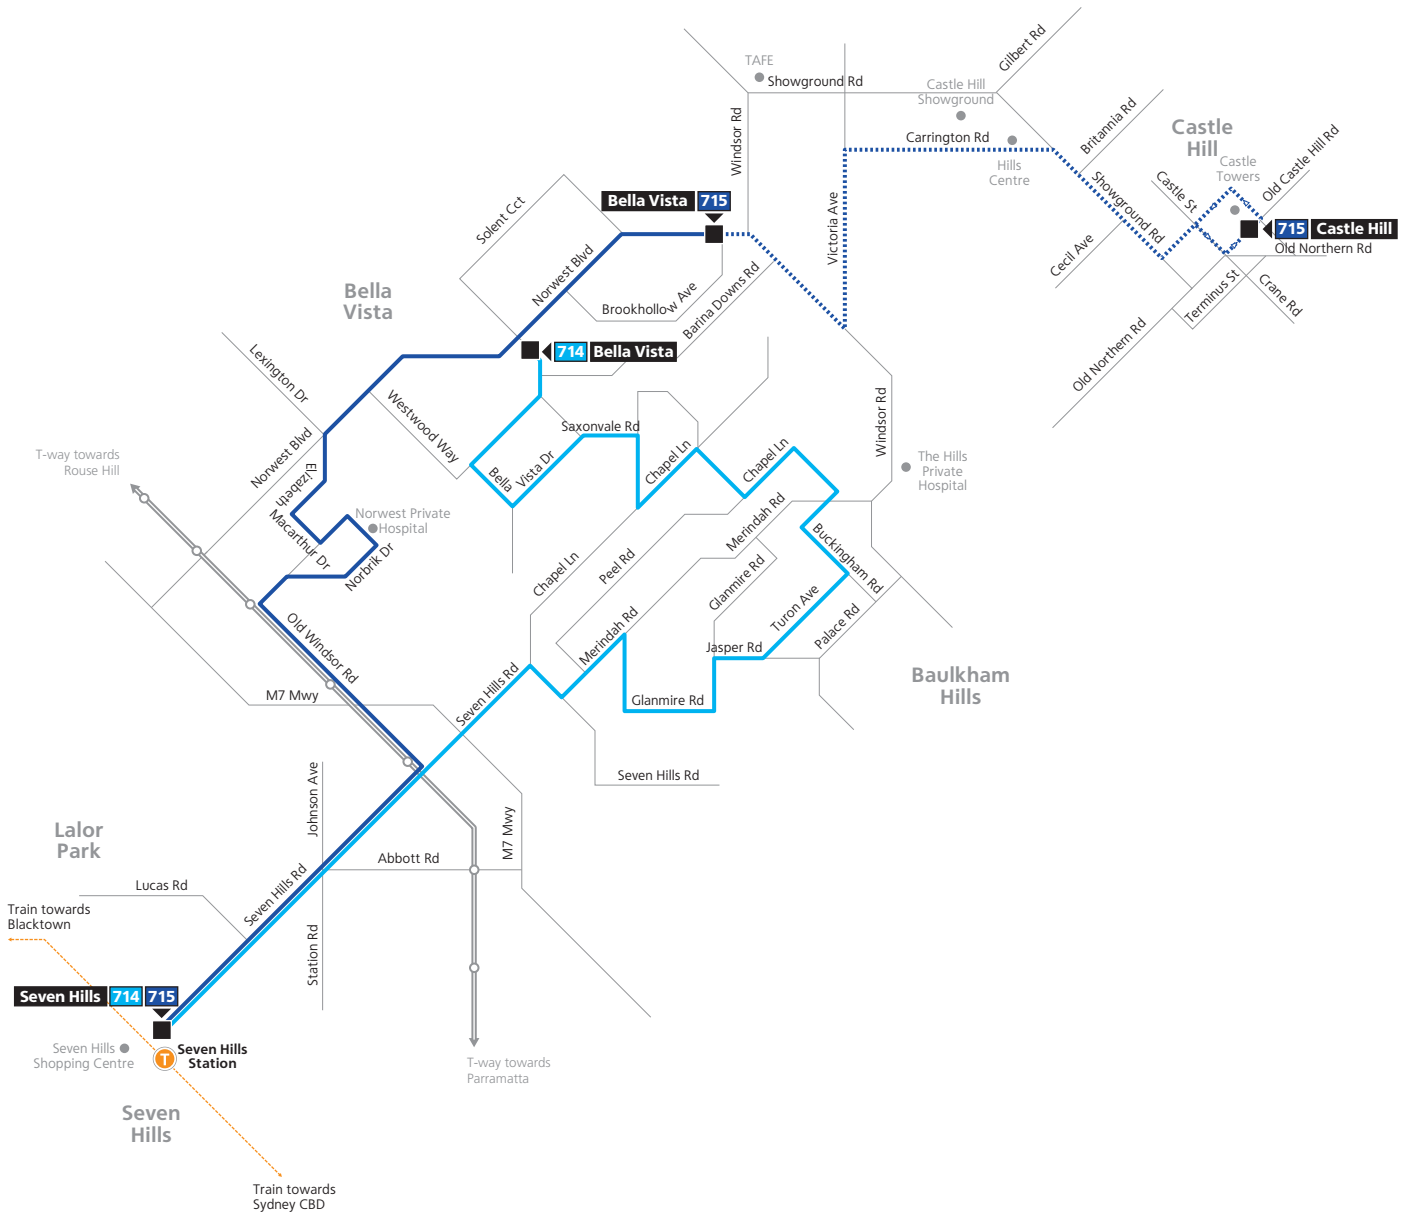 Gilbert Rd
TAFE
Showground Rd
Castle Hill
Showground
Britannia Rd
Windsor Rd
Carrington Rd
Castle
Hill
Old Castle Hill Rd
Castle
Towers
Hills
Centre
Castle St
Showground Rd
Victoria Ave
Bella Vista 715
Solent Cct
715 Castle Hill
Old Northern Rd
Cecil Ave
Norwest Blvd
Terminus St
Crane Rd
Bella
Vista
Brookhollow Ave
Barina Downs Rd
714 Bella Vista
Old Northern Rd
Lexington Dr
Westwood Way
Windsor Rd
Saxonvale Rd
Norwest Blvd
T-way towards
Rouse Hill
Elizabeth
Macarthur Dr
Bella
Vista Dr
Chapel Ln
Chapel Ln
The Hills
Private
Hospital
Norwest Private
Hospital
Norbrik Dr
Merindah Rd
Buckingham Rd
Chapel Ln
Peel Rd
Glanmire Rd
Turon Ave
Palace Rd
Old Windsor Rd
Merindah Rd
Jasper Rd
Baulkham
Hills
Seven Hills Rd
M7 Mwy
Glanmire Rd
Seven Hills Rd
Johnson Ave
M7 Mwy
Lalor
Park
Abbott Rd
Lucas Rd
Seven Hills Rd
Train towards
Blacktown
Station Rd
Seven Hills 714 715
Seven Hills
Shopping Centre
T
Seven Hills
Station
T-way towards
Parramatta
Seven
Hills
Train towards
Sydney CBD